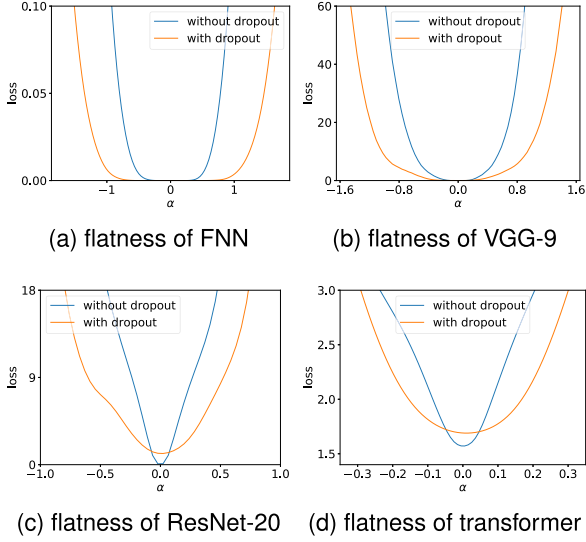 0.10
0.05
0.00
loss
without dropout
with dropout
−1 0 1
α
(a) flatness of FNN
60
40
20
0
loss
without dropout
with dropout
−1.6 −0.8 0.0 0.8 1.6
α
(b) flatness of VGG-9
18
9
0
loss
without dropout
with dropout
−1.0 −0.5 0.0 0.5 1.0
α
(c) flatness of ResNet-20
3.0
2.5
2.0
1.5
loss
without dropout
with dropout
−0.3 −0.2 −0.1 0.0 0.1 0.2 0.3
α
(d) flatness of transformer